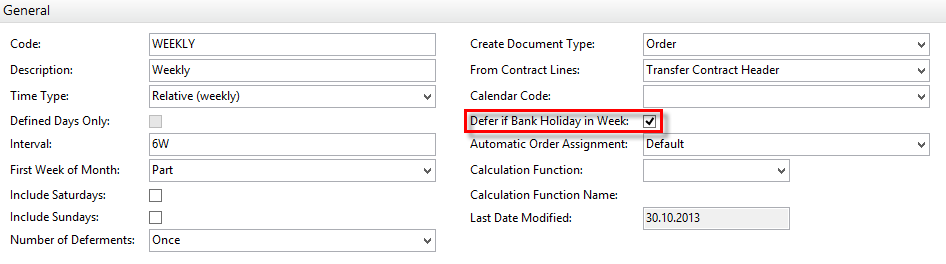 General
Code: WEEKLY
Description: Weekly
Time Type: Relative (weekly)
Defined Days Only:
Interval: 6W
First Week of Month: Part
Include Saturdays:
Include Sundays:
Number of Deferments: Once
Create Document Type: Order
From Contract Lines: Transfer Contract Header
Calendar Code:
Defer if Bank Holiday in Week:
Automatic Order Assignment: Default
Calculation Function:
Calculation Function Name:
Last Date Modified: 30.10.2013